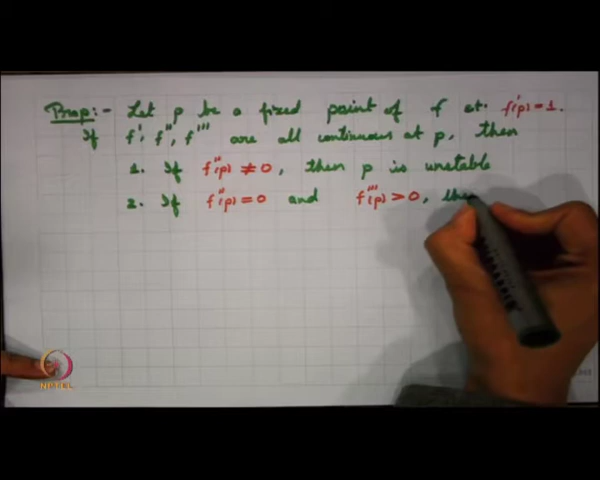 Prop:- Let p be a fixed point of f st. f'(p) = 1.
If f', f'', f''' are all continuous at p, then
1. If f''(p) ≠ 0, then p is unstable
2. If f''(p) = 0 and f'''(p) > 0, the
NPTEL